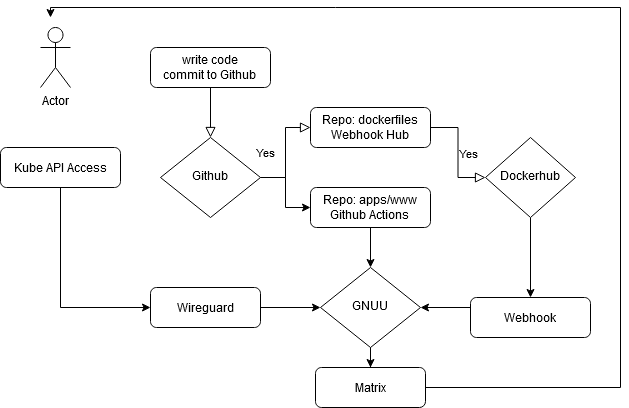 write code
commit to Github
Actor
Repo: dockerfiles
Webhook Hub
Yes
Yes
Kube API Access
Github
Dockerhub
Repo: apps/www
Github Actions
Wireguard
GNUU
Webhook
Matrix